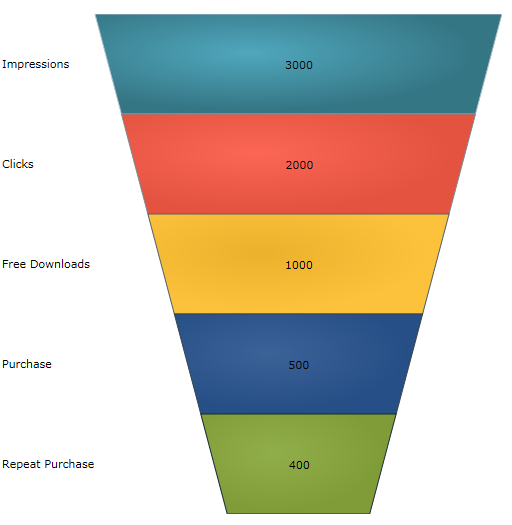 Impressions 3000
Clicks 2000
Free Downloads 1000
Purchase 500
Repeat Purchase 400